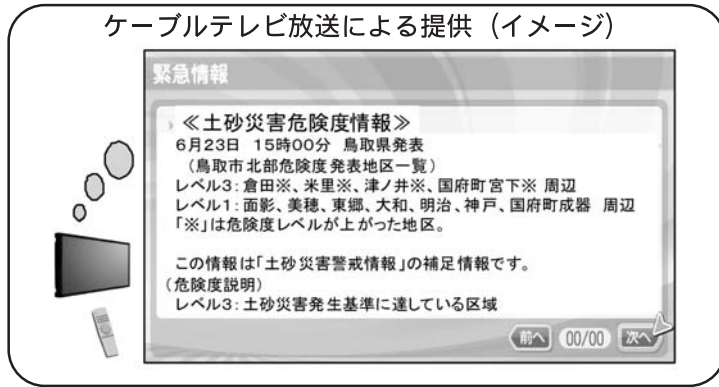 ケーブルテレビ放送による提供（イメージ）
緊急情報
≪土砂災害危険度情報≫
6月23日 15時00分 鳥取県発表
（鳥取市北部危険度発表地区一覧）
レベル3：倉田※、米里※、津ノ井※、国府町宮下※ 周辺
レベル1：面影、美穂、東郷、大和、明治、神戸、国府町成器 周辺
「※」は危険度レベルが上がった地区。
この情報は「土砂災害警戒情報」の補足情報です。
（危険度説明）
レベル3：土砂災害発生基準に達している区域
前へ 00/00 次へ